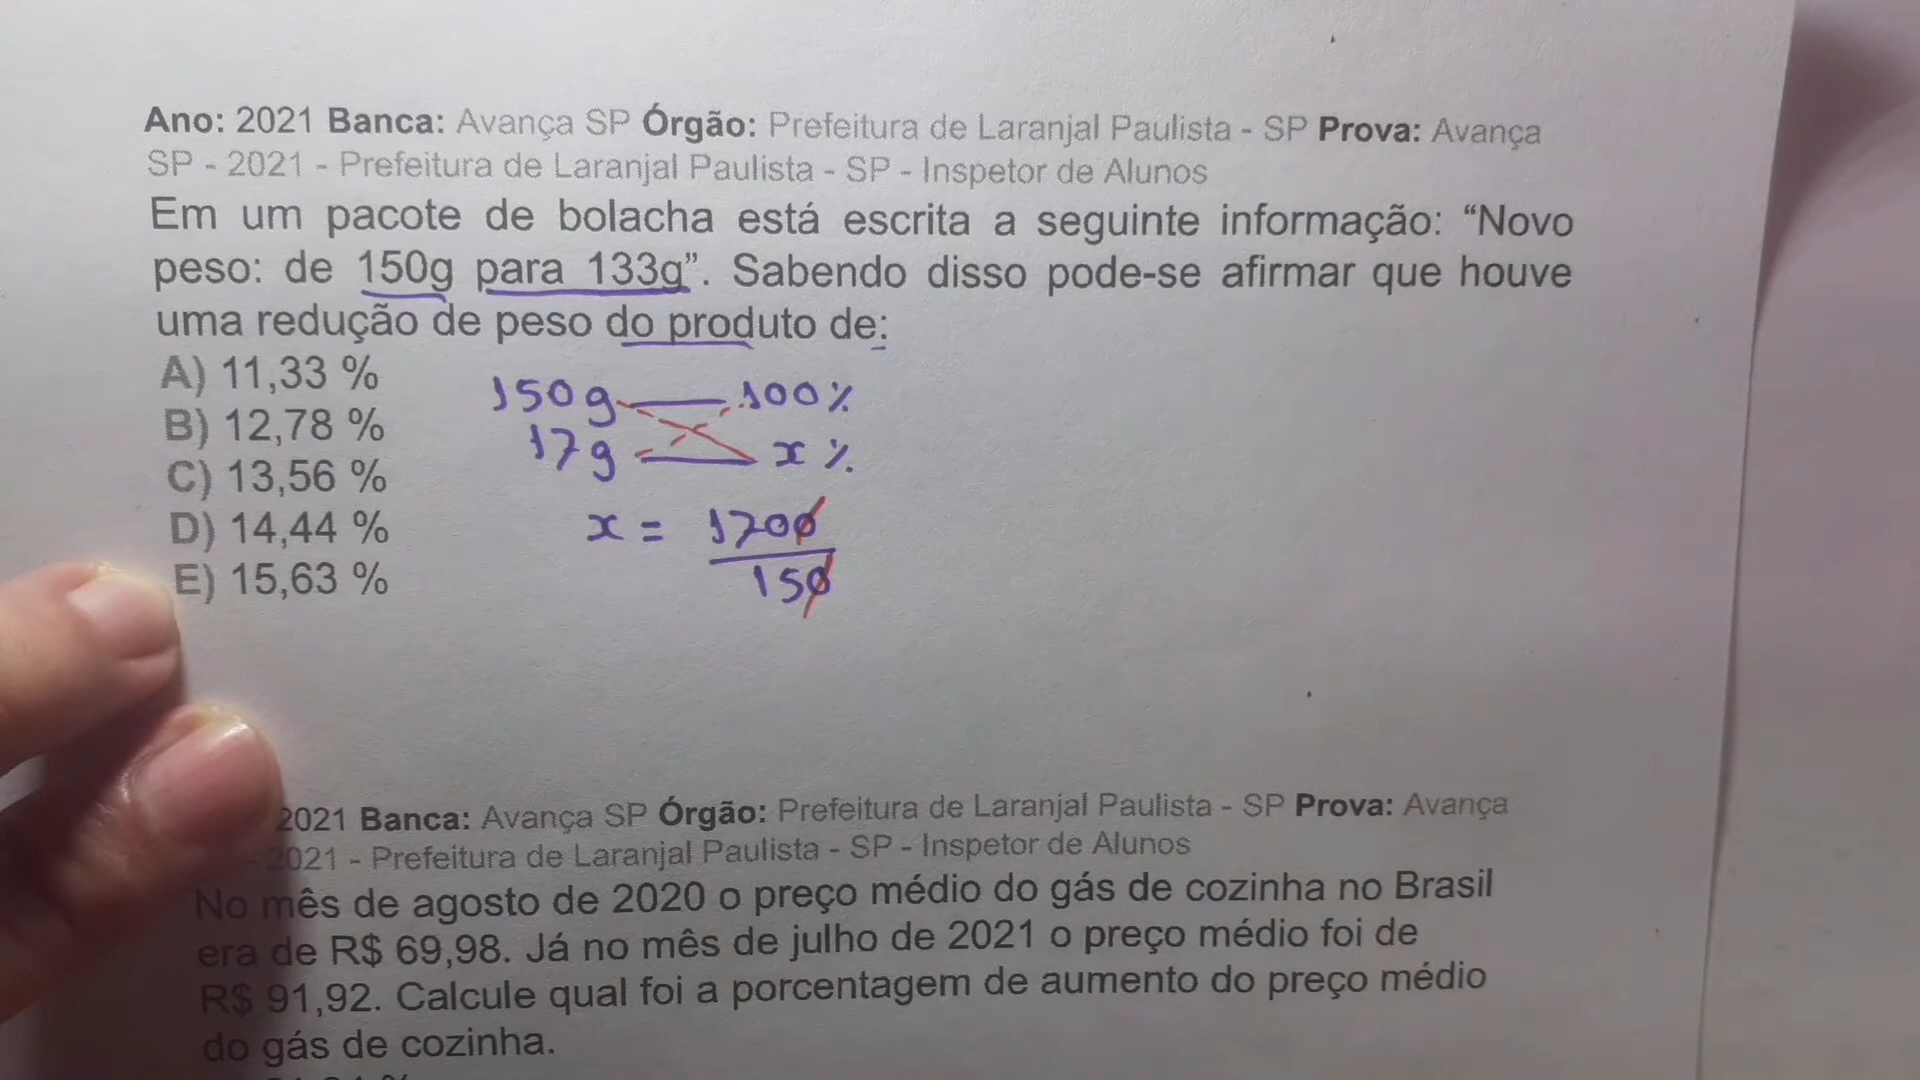 Ano: 2021 Banca: Avança SP Órgão: Prefeitura de Laranjal Paulista - SP Prova: Avança
SP - 2021 - Prefeitura de Laranjal Paulista - SP - Inspetor de Alunos
Em um pacote de bolacha está escrita a seguinte informação: “Novo
peso: de 150g para 133g”. Sabendo disso pode-se afirmar que houve
uma redução de peso do produto de:
A) 11,33 %
B) 12,78 %
C) 13,56 %
D) 14,44 %
E) 15,63 %
150g 100%
17g x %
x = 1700
150
2021 Banca: Avança SP Órgão: Prefeitura de Laranjal Paulista - SP Prova: Avança
- 2021 - Prefeitura de Laranjal Paulista - SP - Inspetor de Alunos
No mês de agosto de 2020 o preço médio do gás de cozinha no Brasil
era de R$ 69,98. Já no mês de julho de 2021 o preço médio foi de
R$ 91,92. Calcule qual foi a porcentagem de aumento do preço médio
do gás de cozinha.